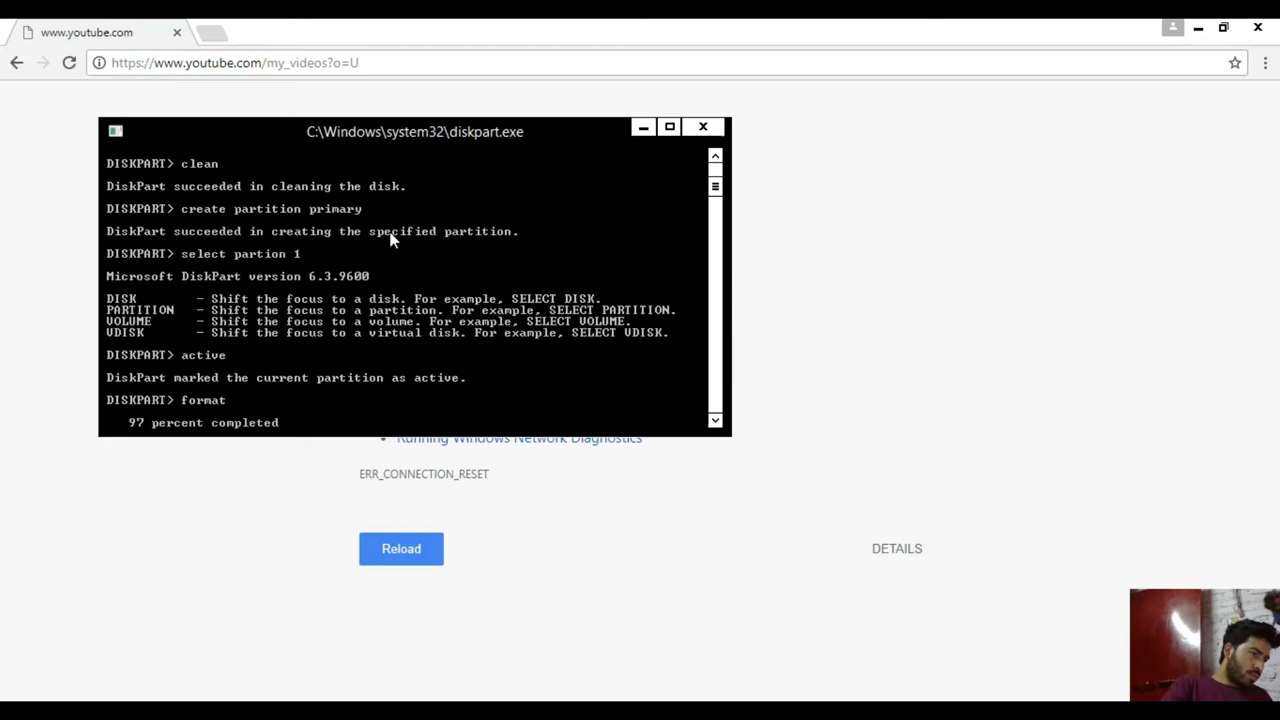 www.youtube.com
https://www.youtube.com/my_videos?o=U
C:\Windows\system32\diskpart.exe
DISKPART> clean
DiskPart succeeded in cleaning the disk.
DISKPART> create partition primary
DiskPart succeeded in creating the specified partition.
DISKPART> select partion 1
Microsoft DiskPart version 6.3.9600
DISK - Shift the focus to a disk. For example, SELECT DISK.
PARTITION - Shift the focus to a partition. For example, SELECT PARTITION.
VOLUME - Shift the focus to a volume. For example, SELECT VOLUME.
VDISK - Shift the focus to a virtual disk. For example, SELECT VDISK.
DISKPART> active
DiskPart marked the current partition as active.
DISKPART> format
97 percent completed
Running Windows Network Diagnostics
ERR_CONNECTION_RESET
Reload
DETAILS